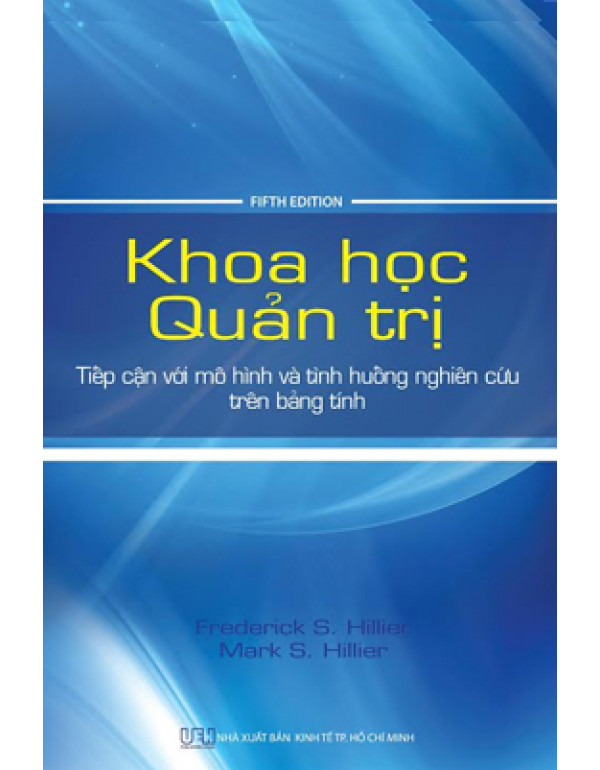 FIFTH EDITION
Khoa học
Quản trị
Tiếp cận với mô hình và tình huống nghiên cứu
trên bảng tính
Frederick S. Hillier
Mark S. Hillier
NHÀ XUẤT BẢN KINH TẾ TP. HỒ CHÍ MINH